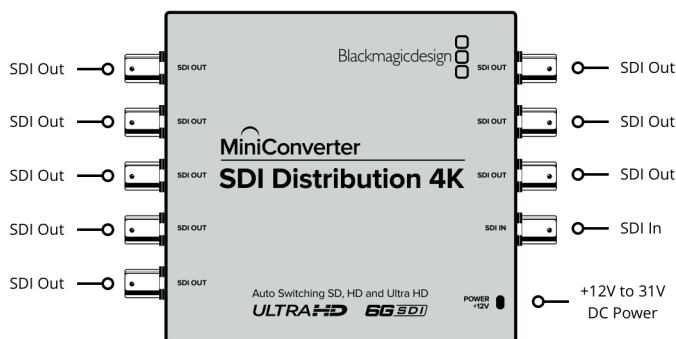 Blackmagicdesign
SDI Out SDI OUT SDI OUT SDI Out
SDI Out SDI OUT SDI OUT SDI Out
MiniConverter
SDI Out SDI OUT SDI Distribution 4K SDI OUT SDI Out
SDI Out SDI OUT SDI IN SDI In
SDI Out SDI OUT
Auto Switching SD, HD and Ultra HD
POWER
+12V
+12V to 31V
DC Power
ULTRAHD 6G SDI